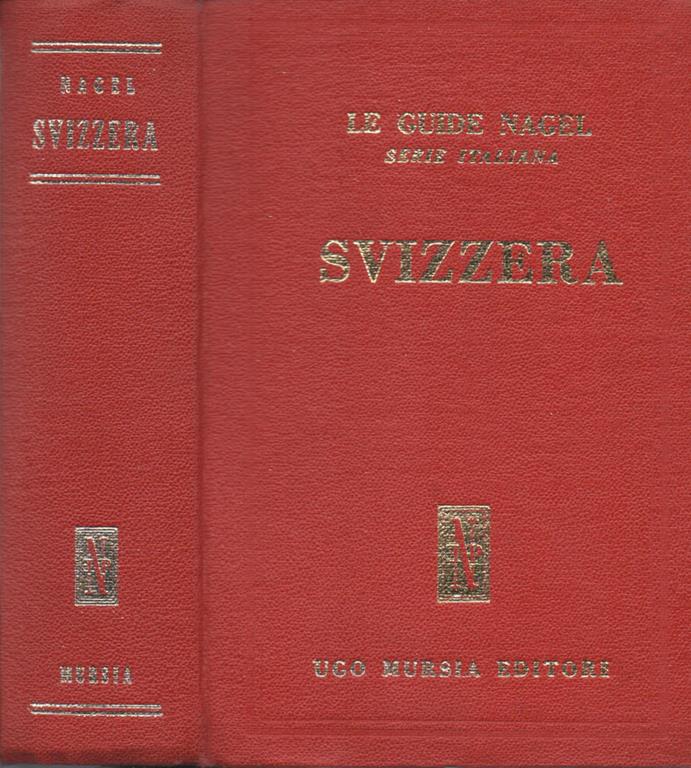 NAGEL
SVIZZERA
MURSIA
LE GUIDE NAGEL
SERIE ITALIANA
SVIZZERA
UGO MURSIA EDITORE